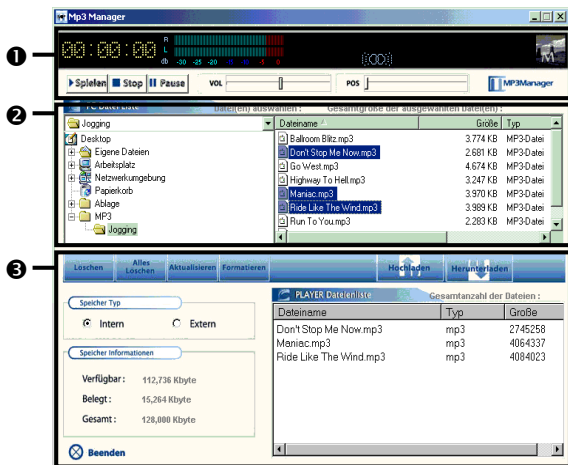 Mp3 Manager
❶
00:00:00
R
L
db -30 -25 -20 -5 0
((00))
M
Spielen Stop Pause VOL POS MP3Manager
❷
PC Dateiliste Datei(en) auswählen : Gesamtgröße der ausgewählten Datei(en) :
Jogging
Dateiname Größe Typ
Desktop
Eigene Dateien
Arbeitsplatz
Netzwerkumgebung
Papierkorb
Ablage
MP3
Jogging
Ballroom Blitz.mp3 3.774 KB MP3-Datei
Don't Stop Me Now.mp3 2.681 KB MP3-Datei
Go West.mp3 4.674 KB MP3-Datei
Highway To Hell.mp3 3.247 KB MP3-Datei
Maniac.mp3 3.970 KB MP3-Datei
Ride Like The Wind.mp3 3.989 KB MP3-Datei
Run To You.mp3 2.283 KB MP3-Datei
❸
Löschen Alles Löschen Aktualisieren Formatieren Hochladen Herunterladen
Speicher Typ
Intern Extern
Speicher Informationen
Verfügbar : 112,736 Kbyte
Belegt : 15,264 Kbyte
Gesamt : 128,000 Kbyte
Beenden
PLAYER Dateienliste Gesamtanzahl der Dateien :
Dateiname Typ Große
Don't Stop Me Now.mp3 mp3 2745258
Maniac.mp3 mp3 4064337
Ride Like The Wind.mp3 mp3 4084023